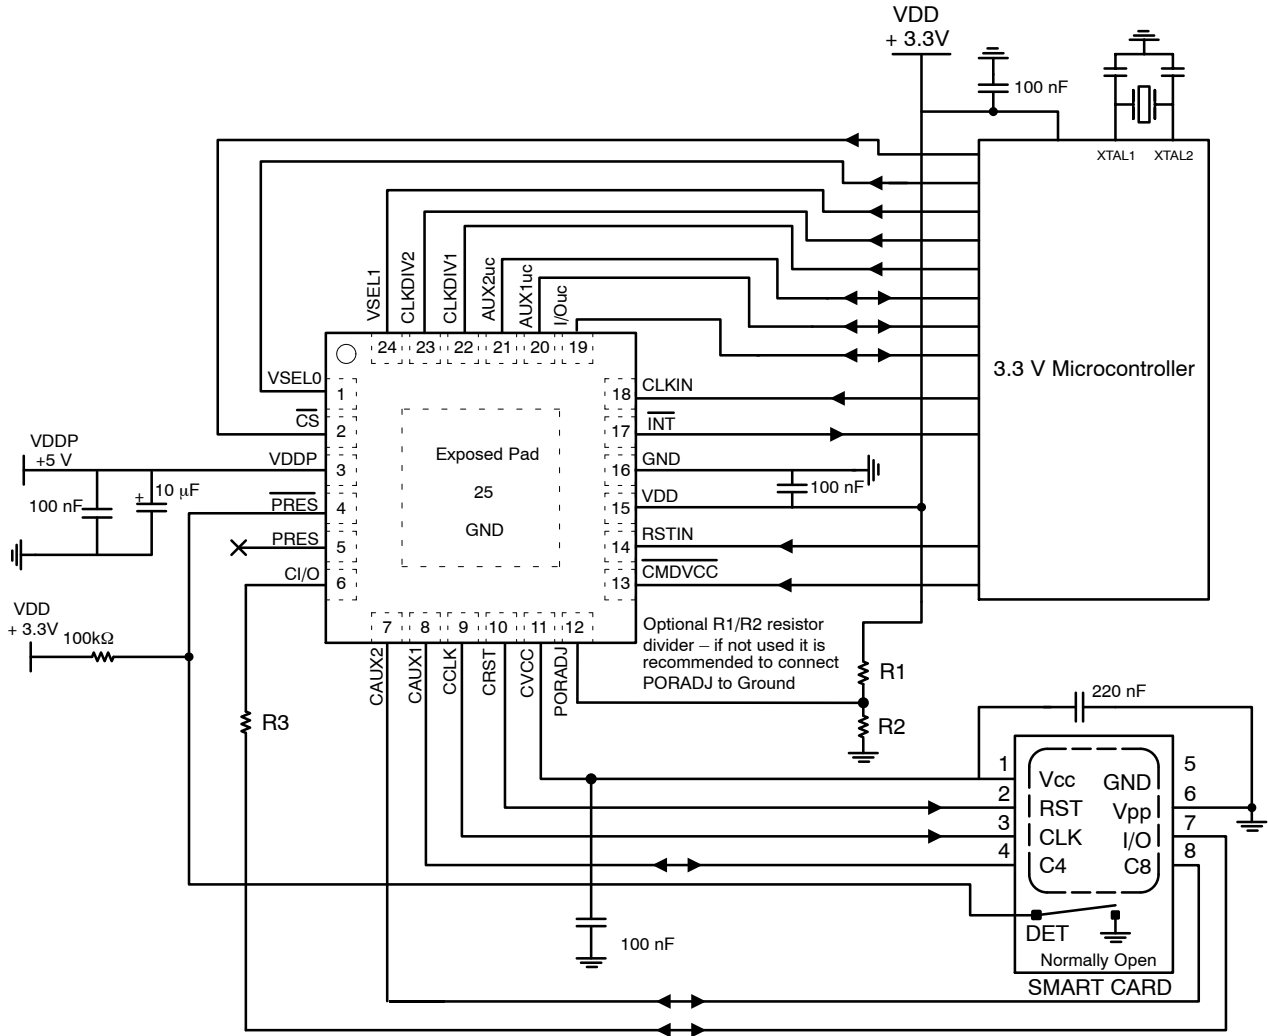 VDD
+ 3.3V
100 nF
XTAL1 XTAL2
3.3 V Microcontroller
VSEL1
CLKDIV2
CLKDIV1
AUX2uc
AUX1uc
I/Ouc
24 23 22 21 20 19
VSEL0
1
CS
2
VDDP
3
PRES
4
PRES
5
CI/O
6
18 CLKIN
17 INT
16 GND
100 nF
15 VDD
14 RSTIN
13 CMDVCC
Exposed Pad
25
GND
VDDP
+5 V
100 nF
+ 10 µF
VDD
+ 3.3V
100kΩ
7 8 9 10 11 12
CAUX2
CAUX1
CCLK
CRST
CVCC
PORADJ
Optional R1/R2 resistor
divider – if not used it is
recommended to connect
PORADJ to Ground
R1
R2
R3
220 nF
1 Vcc GND 5
2 RST Vpp 6
3 CLK I/O 7
4 C4 C8 8
DET
Normally Open
SMART CARD
100 nF